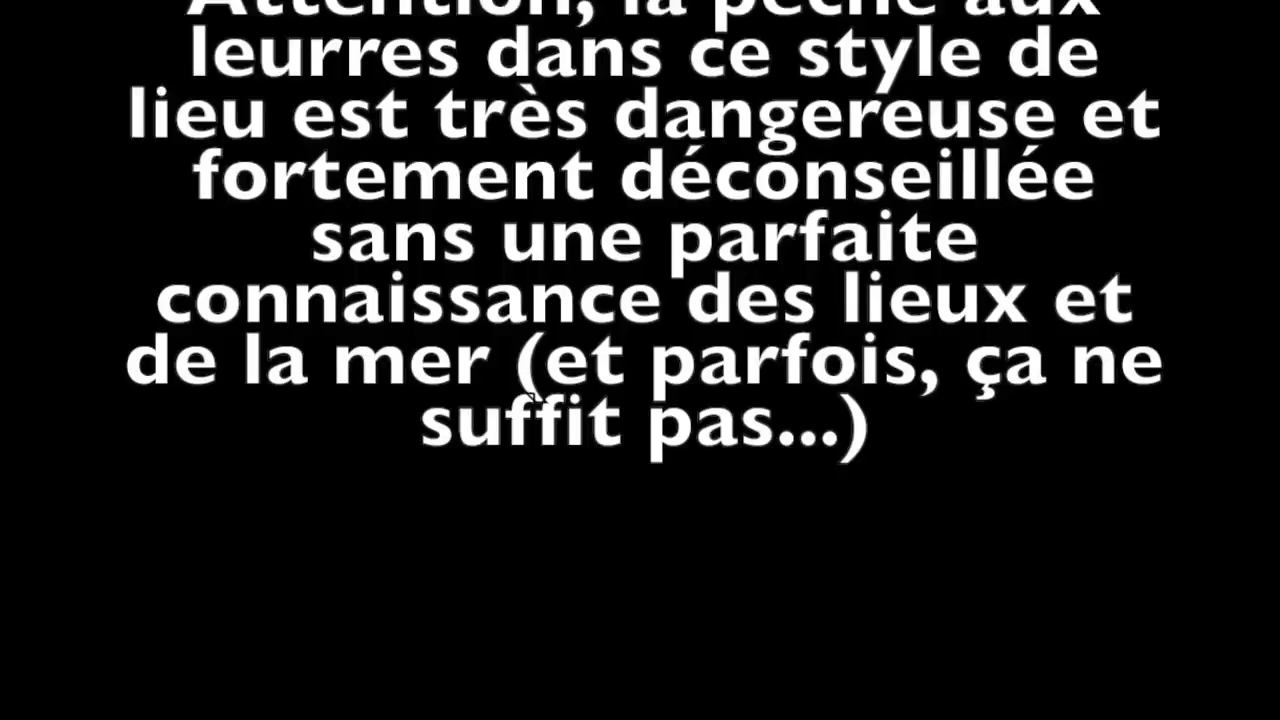 Attention, la pêche aux
leurres dans ce style de
lieu est très dangereuse et
fortement déconseillée
sans une parfaite
connaissance des lieux et
de la mer (et parfois, ça ne
suffit pas...)